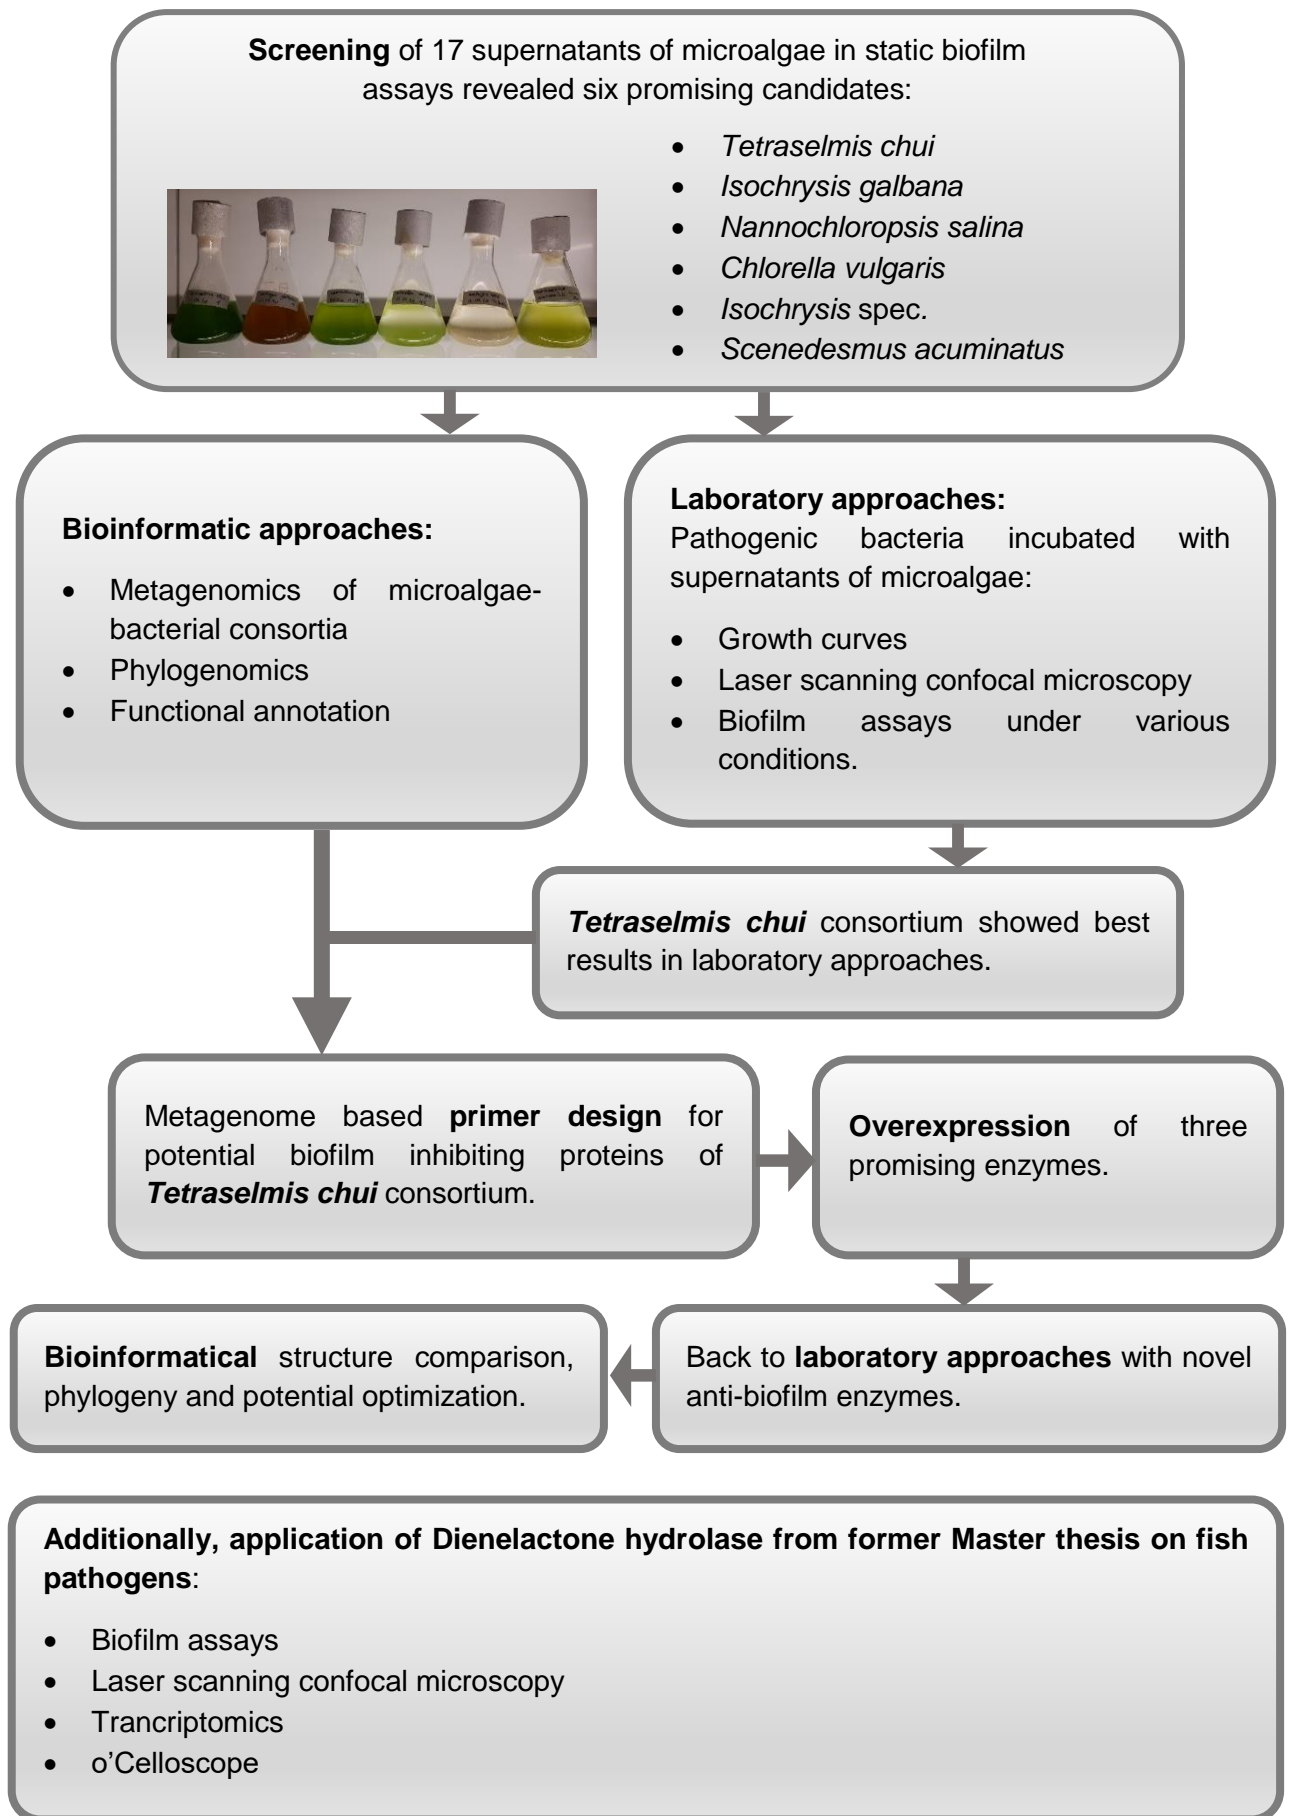 Screening of 17 supernatants of microalgae in static biofilm
assays revealed six promising candidates:
• Tetraselmis chui
• Isochrysis galbana
• Nannochloropsis salina
• Chlorella vulgaris
• Isochrysis spec.
• Scenedesmus acuminatus
Bioinformatic approaches:
• Metagenomics of microalgae-
bacterial consortia
• Phylogenomics
• Functional annotation
Laboratory approaches:
Pathogenic bacteria incubated with
supernatants of microalgae:
• Growth curves
• Laser scanning confocal microscopy
• Biofilm assays under various
conditions.
Tetraselmis chui consortium showed best
results in laboratory approaches.
Metagenome based primer design for
potential biofilm inhibiting proteins of
Tetraselmis chui consortium.
Overexpression of three
promising enzymes.
Bioinformatical structure comparison,
phylogeny and potential optimization.
Back to laboratory approaches with novel
anti-biofilm enzymes.
Additionally, application of Dienelactone hydrolase from former Master thesis on fish
pathogens:
• Biofilm assays
• Laser scanning confocal microscopy
• Trancriptomics
• o’Celloscope